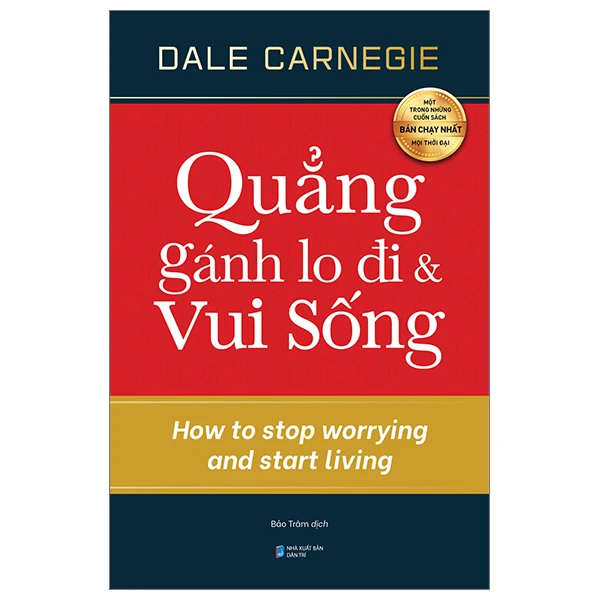 DALE CARNEGIE
MỘT
TRONG NHỮNG
CUỐN SÁCH
BÁN CHẠY NHẤT
MỌI THỜI ĐẠI
Quẳng
gánh lo đi &
Vui Sống
How to stop worrying
and start living
Bảo Trâm dịch
NHÀ XUẤT BẢN
DÂN TRÍ